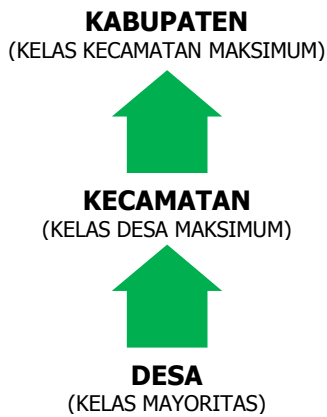 KABUPATEN
(KELAS KECAMATAN MAKSIMUM)
KECAMATAN
(KELAS DESA MAKSIMUM)
DESA
(KELAS MAYORITAS)